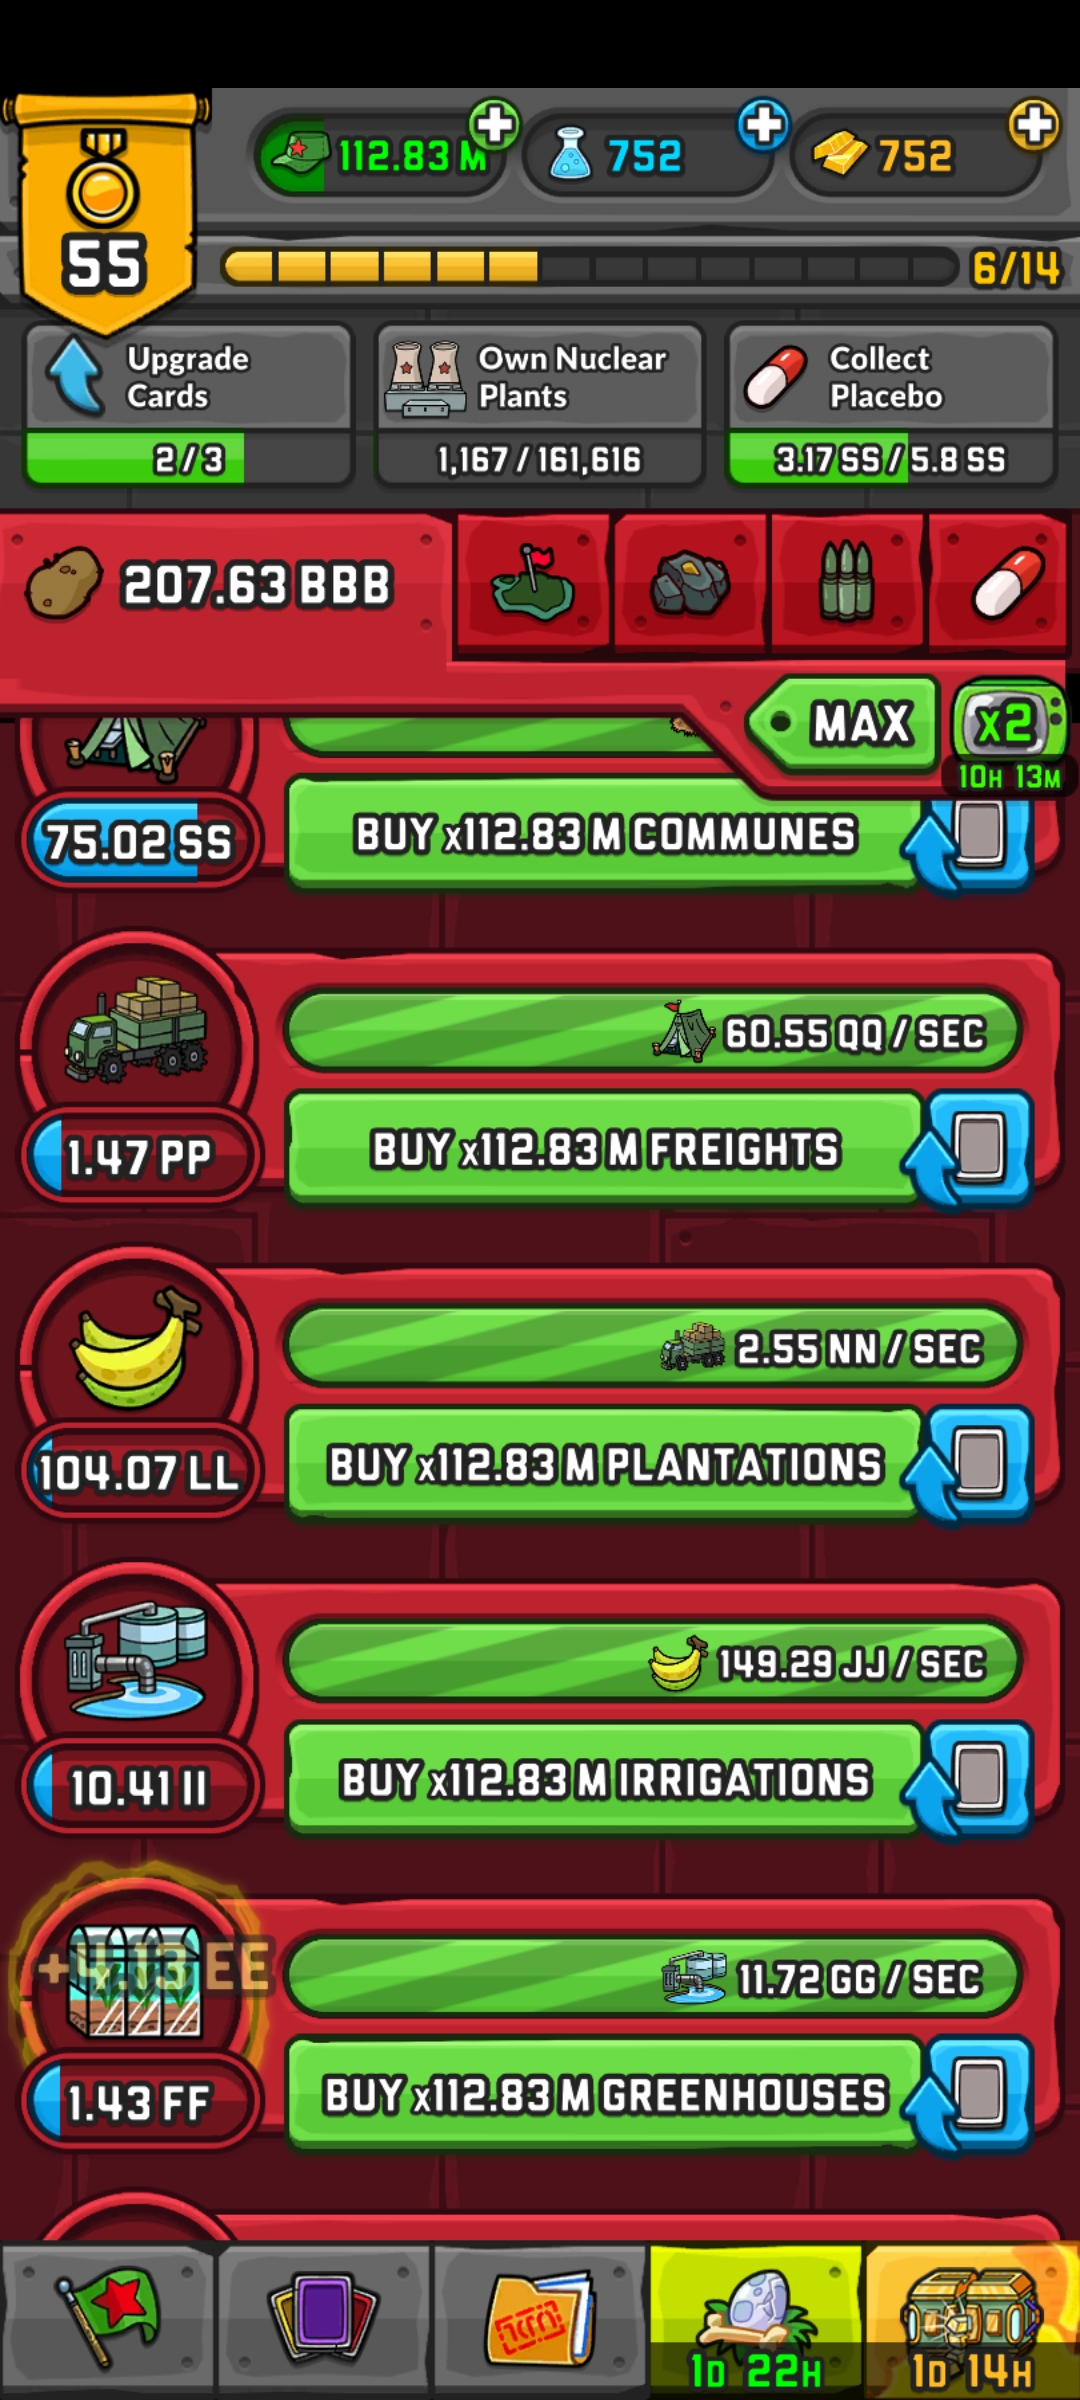 112.83 M
752
752
55
6/14
Upgrade
Cards
2/3
Own Nuclear
Plants
1,167/161,616
Collect
Placebo
3.17 SS/5.8 SS
207.63 BBB
MAX
x2
10H 13M
75.02 SS
BUY x112.83 M COMMUNES
60.55 QQ/SEC
1.47 PP
BUY x112.83 M FREIGHTS
2.55 NN/SEC
104.07 LL
BUY x112.83 M PLANTATIONS
149.29 JJ/SEC
10.41 II
BUY x112.83 M IRRIGATIONS
+4.13 EE
11.72 GG/SEC
1.43 FF
BUY x112.83 M GREENHOUSES
1D 22H
1D 14H